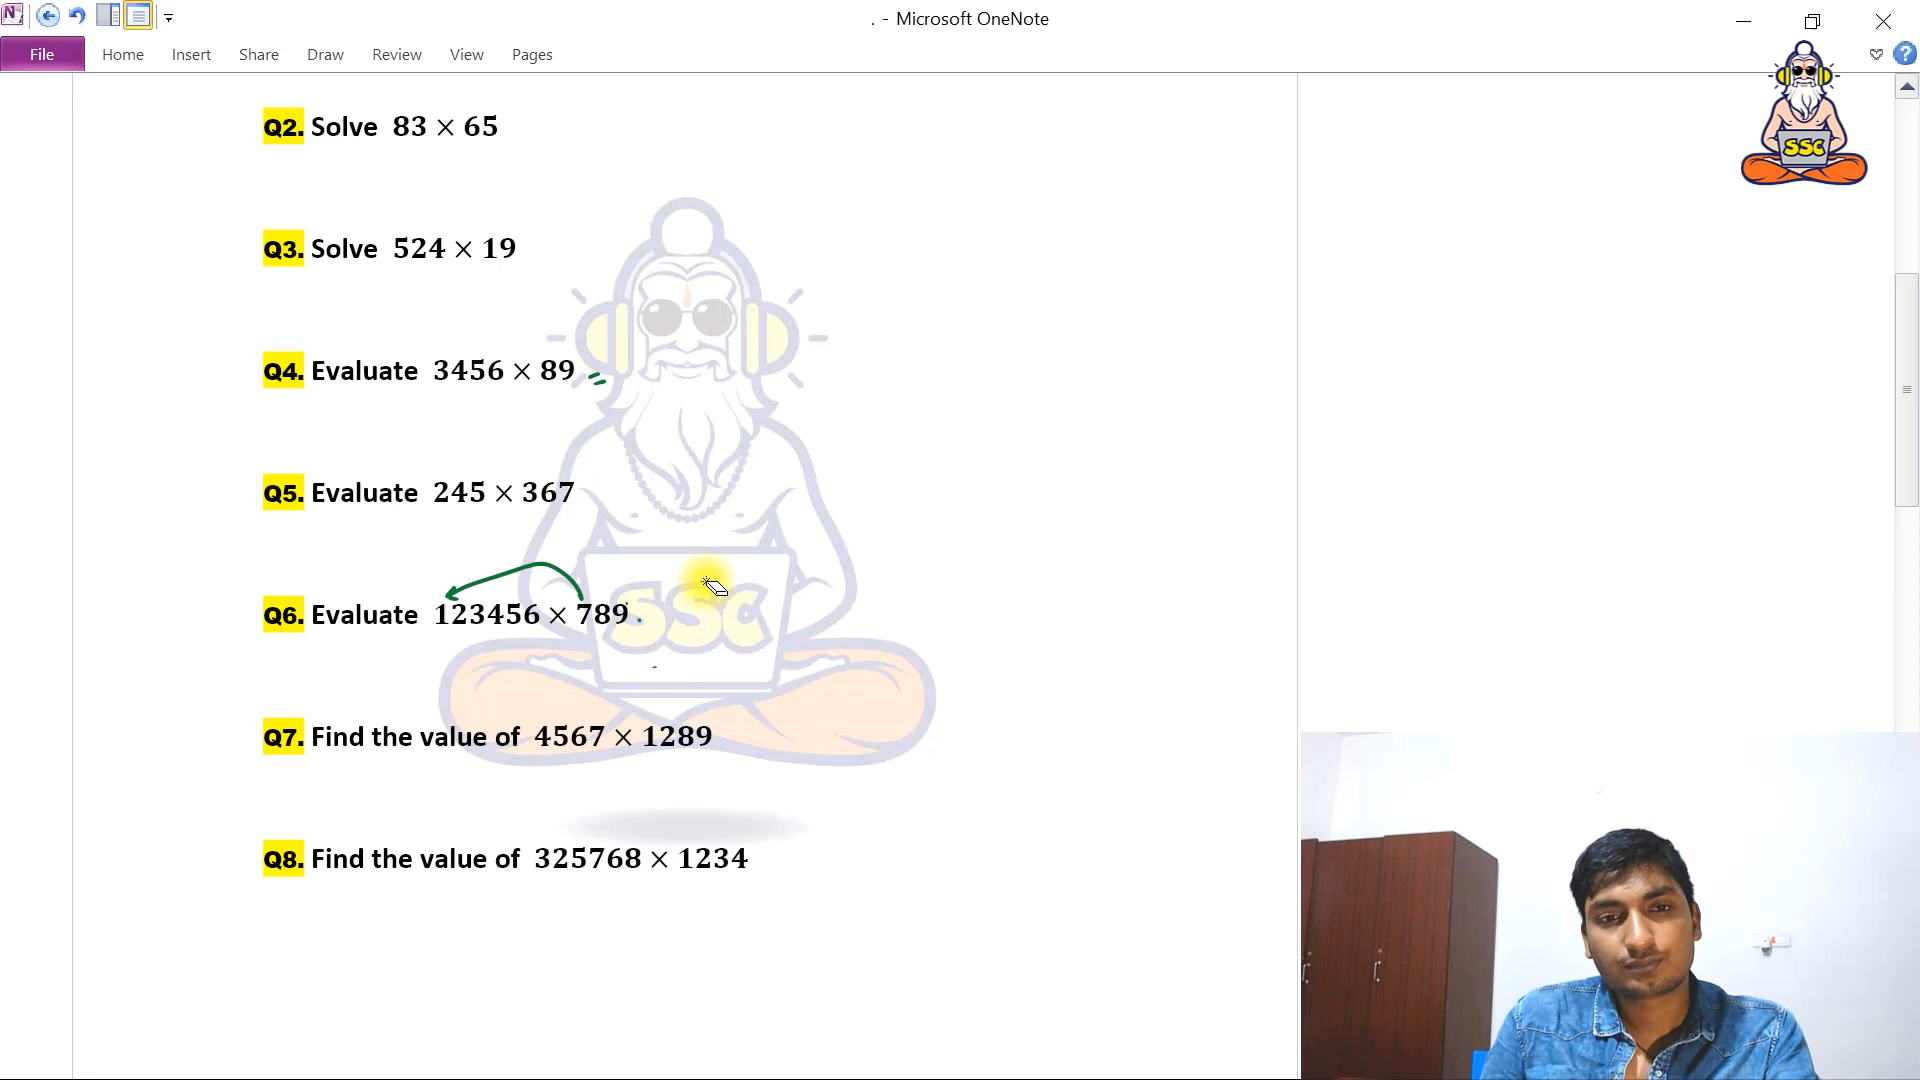 . - Microsoft OneNote
File Home Insert Share Draw Review View Pages
SSC
Q2. Solve 83 × 65
Q3. Solve 524 × 19
Q4. Evaluate 3456 × 89 =
Q5. Evaluate 245 × 367
Q6. Evaluate 123456 × 789
SSC
Q7. Find the value of 4567 × 1289
Q8. Find the value of 325768 × 1234